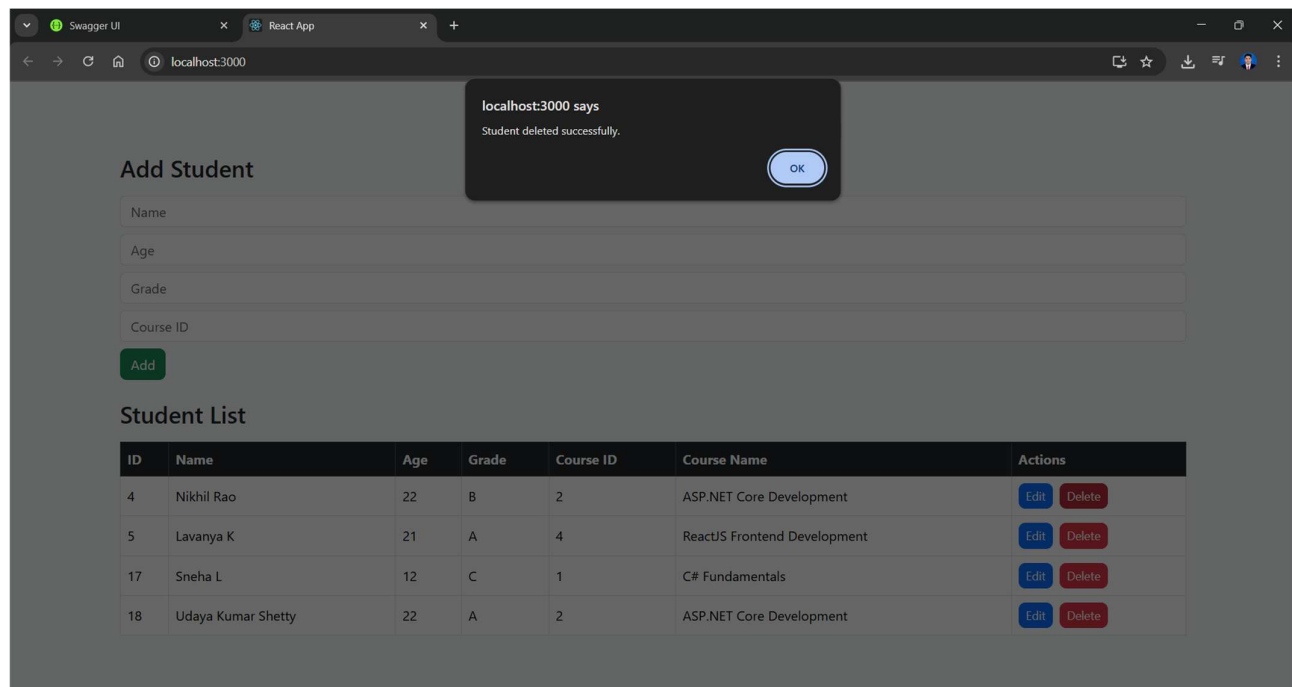 Swagger UI
React App
localhost:3000
localhost:3000 says
Student deleted successfully.
OK
Add Student
Name
Age
Grade
Course ID
Add
Student List
ID Name Age Grade Course ID Course Name Actions
4 Nikhil Rao 22 B 2 ASP.NET Core Development Edit Delete
5 Lavanya K 21 A 4 ReactJS Frontend Development Edit Delete
17 Sneha L 12 C 1 C# Fundamentals Edit Delete
18 Udaya Kumar Shetty 22 A 2 ASP.NET Core Development Edit Delete